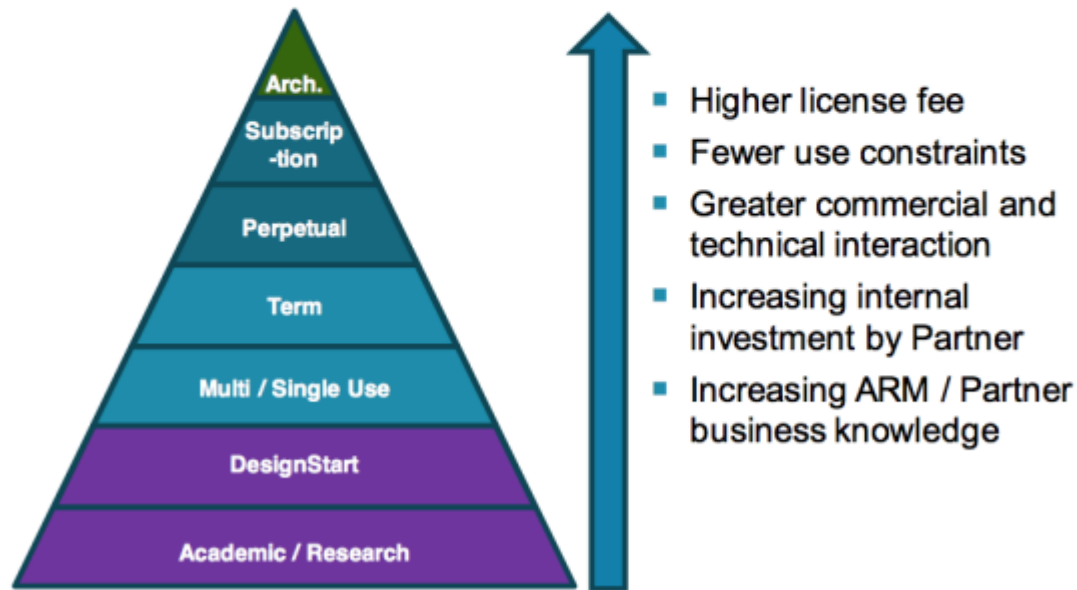 Arch.
Subscrip
-tion
Perpetual
Term
Multi / Single Use
DesignStart
Academic / Research
▪ Higher license fee
▪ Fewer use constraints
▪ Greater commercial and
technical interaction
▪ Increasing internal
investment by Partner
▪ Increasing ARM / Partner
business knowledge